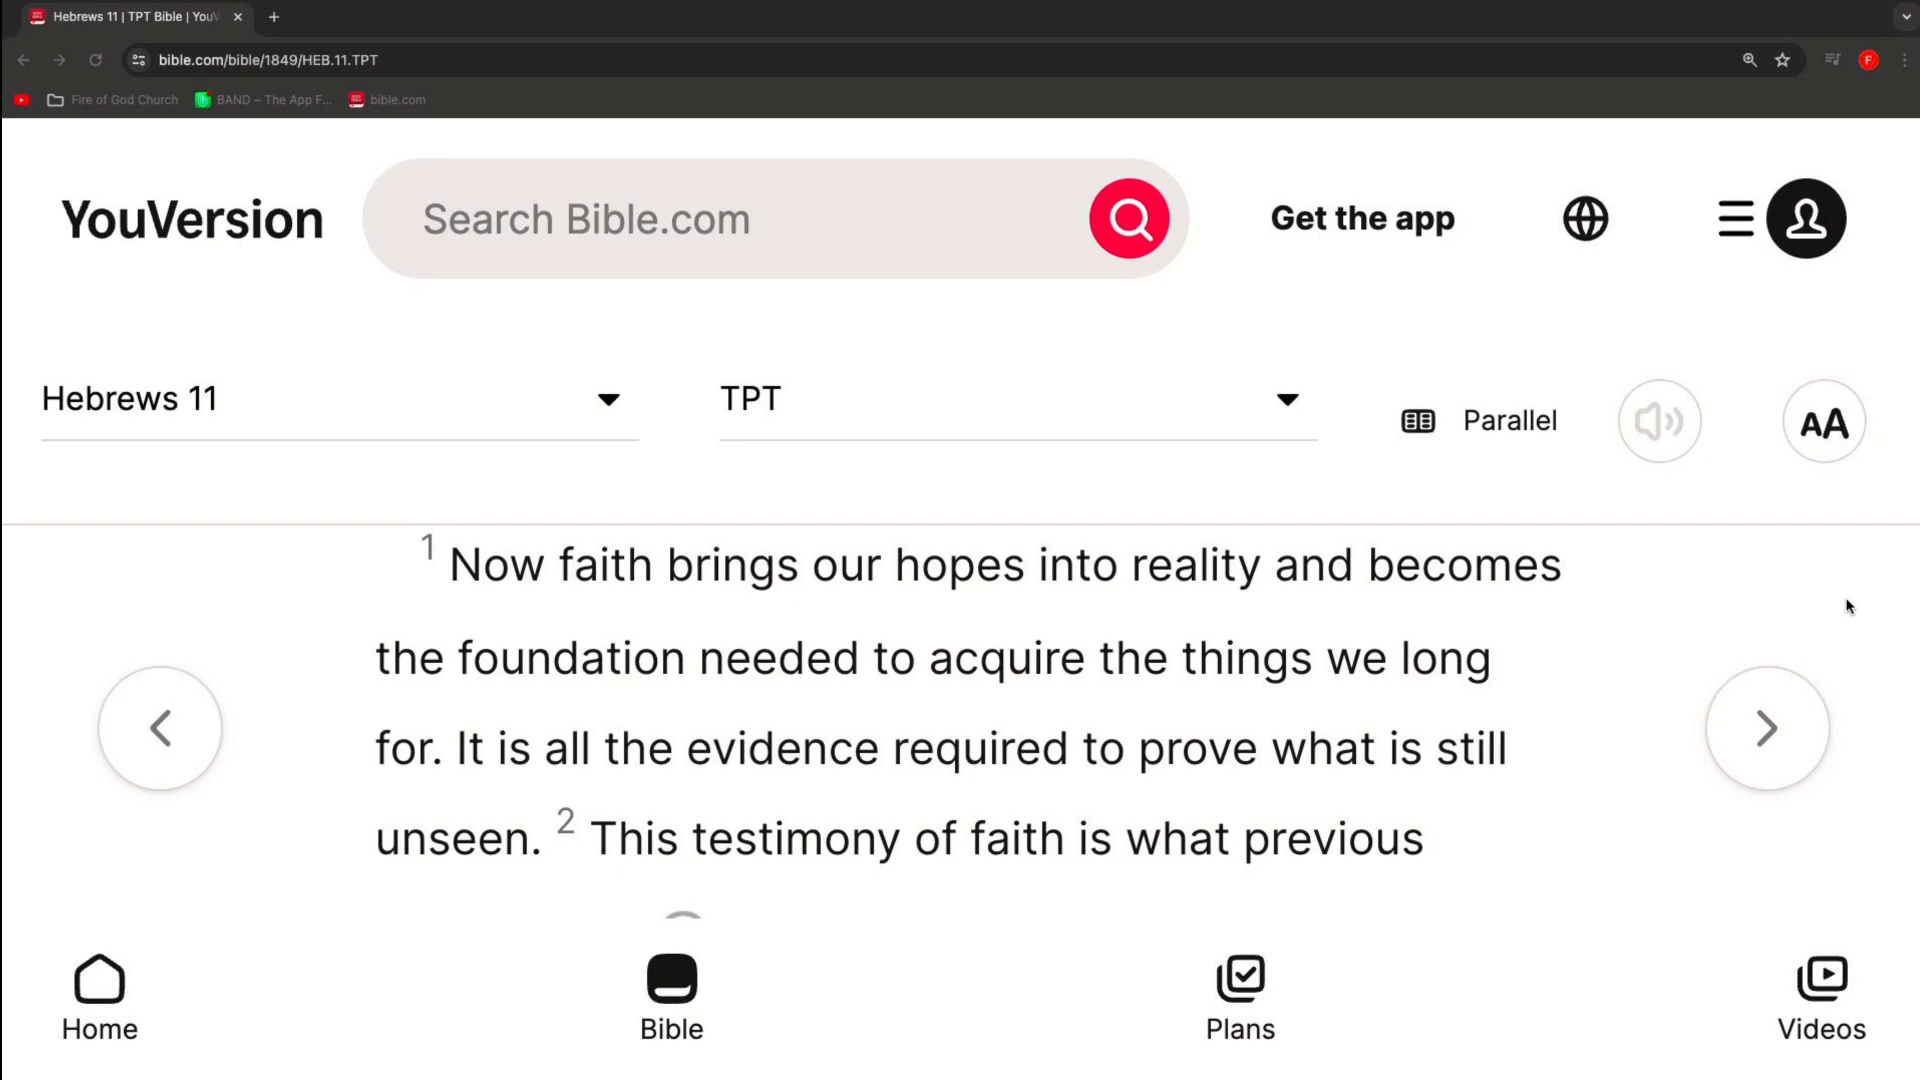 Hebrews 11 | TPT Bible | YouV
bible.com/bible/1849/HEB.11.TPT
F
Fire of God Church
BAND – The App F...
bible.com
YouVersion
Search Bible.com
Get the app
Hebrews 11
TPT
Parallel
AA
1 Now faith brings our hopes into reality and becomes
the foundation needed to acquire the things we long
for. It is all the evidence required to prove what is still
unseen. 2 This testimony of faith is what previous
Home
Bible
Plans
Videos